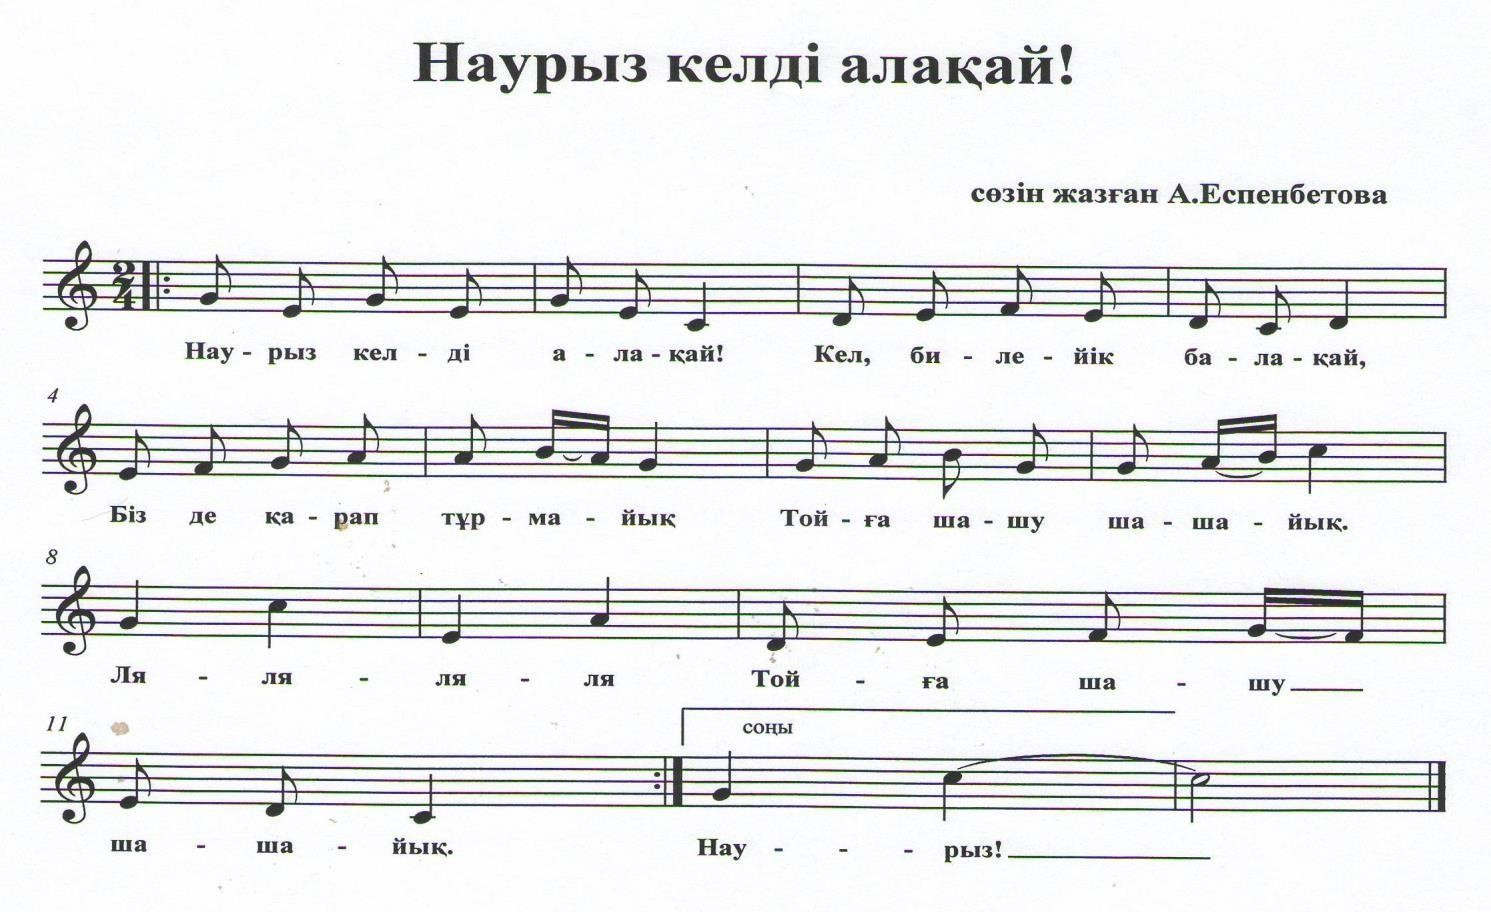 Наурыз келді алақай!
сөзін жазған А.Еспенбетова
2
4
Нау - рыз кел - ді а - ла - қай! Кел, би - ле - йік ба - ла - қай,
4
Біз де қа - рап тұр - ма - йық Той - ға ша - шу ша - ша - йық.
8
Ля - ля - ля - ля Той - ға ша - шу
11
соңы
ша - ша - йық. Нау - - - рыз!